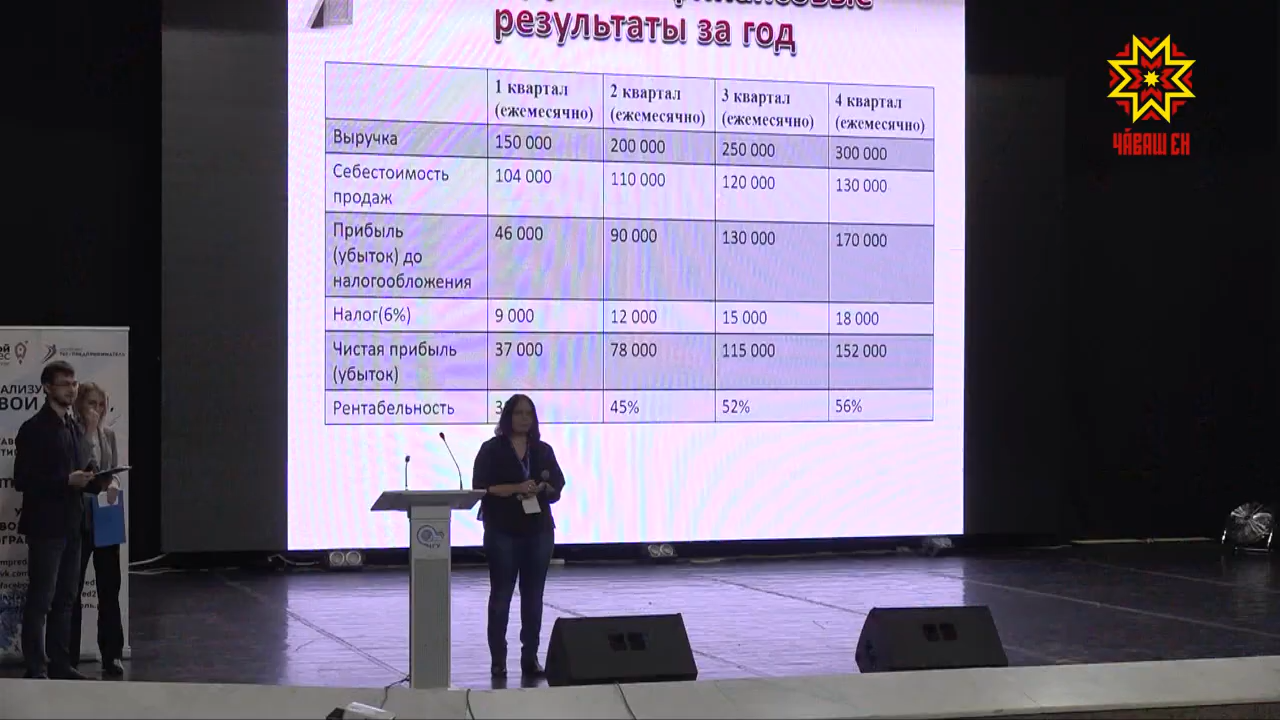 результаты за год
1 квартал (ежемесячно)
2 квартал (ежемесячно)
3 квартал (ежемесячно)
4 квартал (ежемесячно)
Выручка 150 000 200 000 250 000 300 000
Себестоимость продаж 104 000 110 000 120 000 130 000
Прибыль (убыток) до налогообложения 46 000 90 000 130 000 170 000
Налог(6%) 9 000 12 000 15 000 18 000
Чистая прибыль (убыток) 37 000 78 000 115 000 152 000
Рентабельность 45% 52% 56%
ЧӐВАШ ЕН